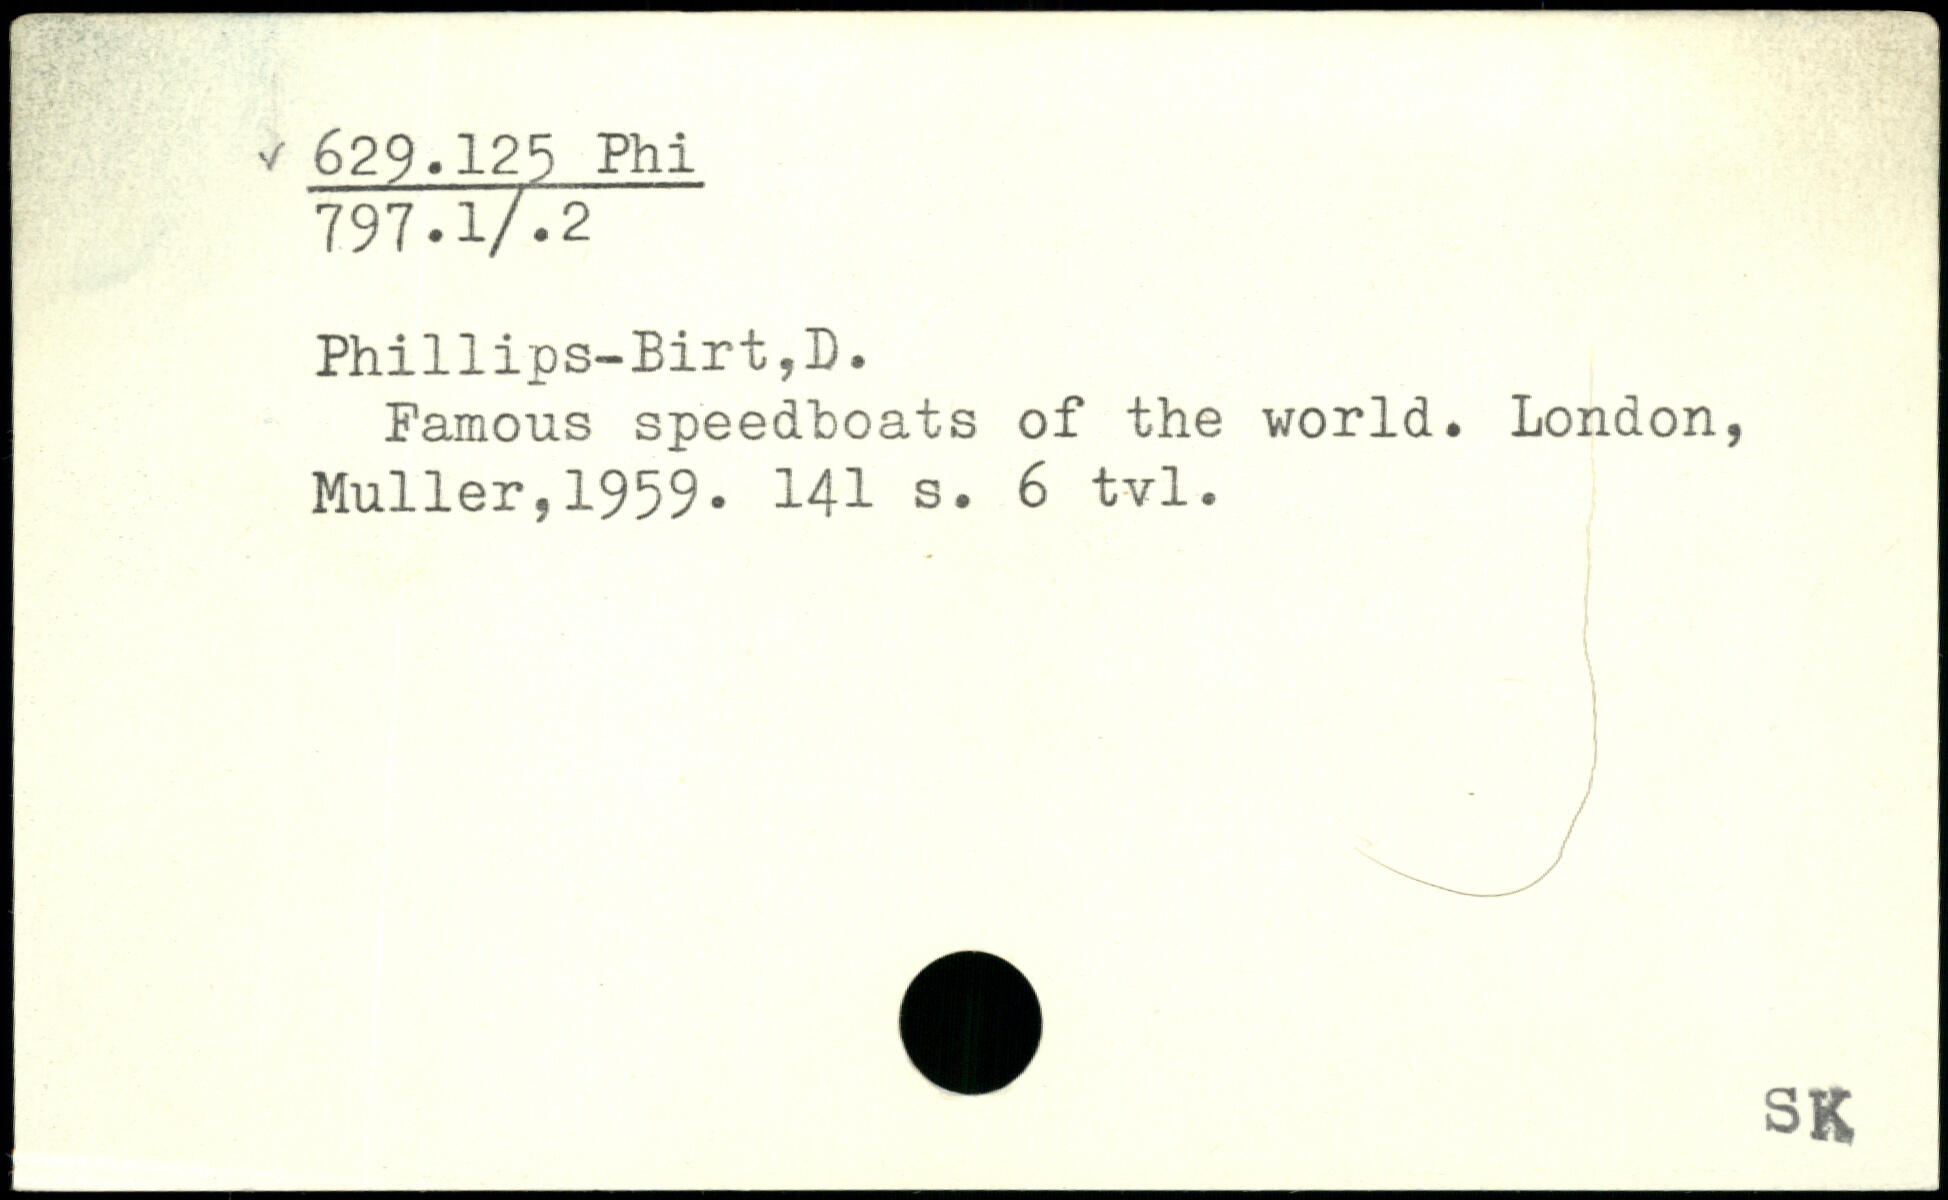 ✓ 629.125 Phi
797.1/.2
Phillips-Birt,D.
Famous speedboats of the world. London,
Muller,1959. 141 s. 6 tvl.
SK